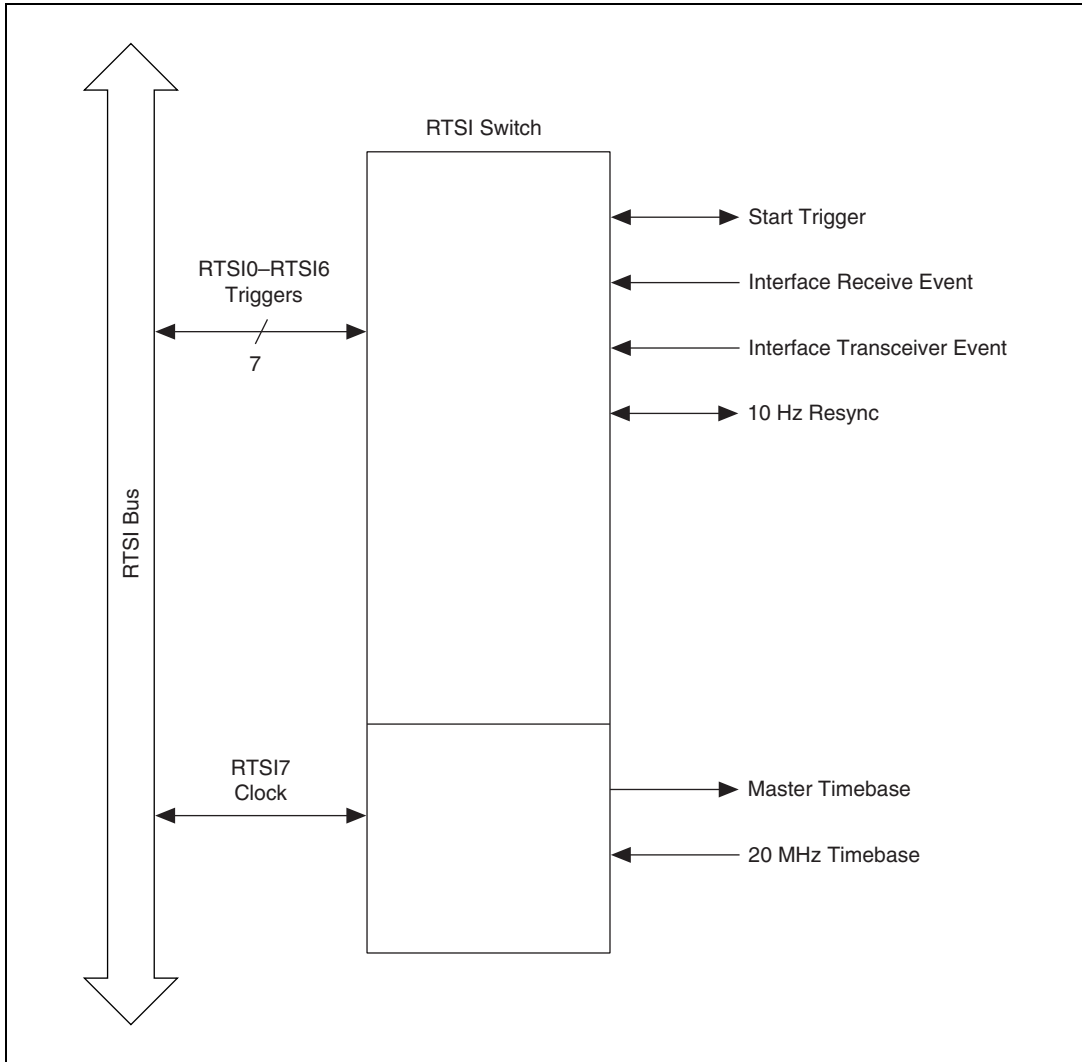 RTSI Switch
Start Trigger
RTSI0–RTSI6
Triggers
7
Interface Receive Event
Interface Transceiver Event
10 Hz Resync
RTSI Bus
RTSI7
Clock
Master Timebase
20 MHz Timebase